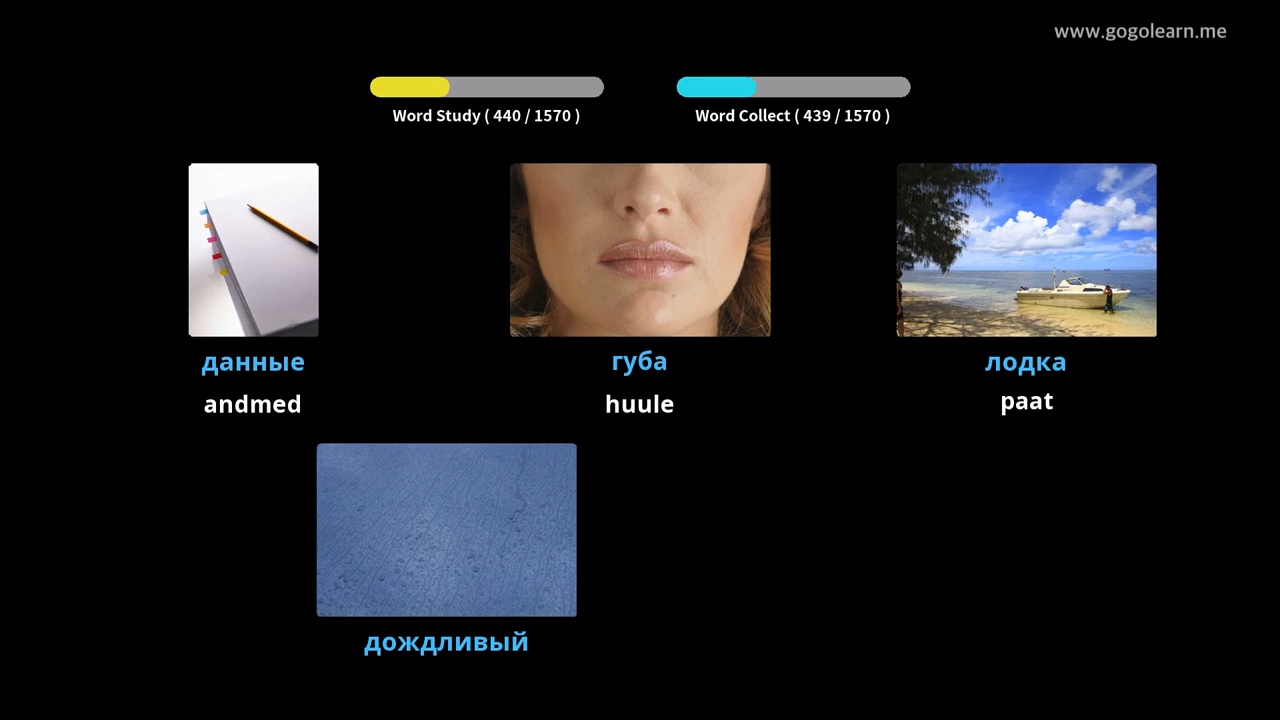 www.gogolearn.me
Word Study ( 440 / 1570 )
Word Collect ( 439 / 1570 )
данные
губа
лодка
andmed
huule
paat
дождливый